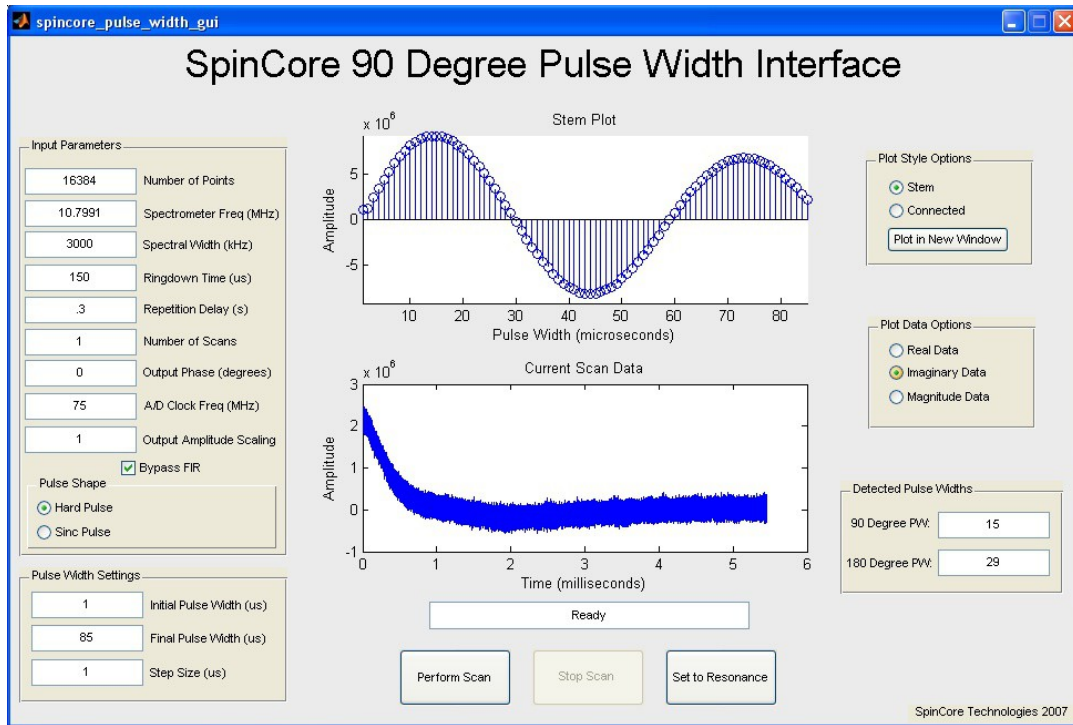 spincore_pulse_width_gui
SpinCore 90 Degree Pulse Width Interface
Input Parameters
16384 Number of Points
10.7991 Spectrometer Freq (MHz)
3000 Spectral Width (kHz)
150 Ringdown Time (us)
.3 Repetition Delay (s)
1 Number of Scans
0 Output Phase (degrees)
75 A/D Clock Freq (MHz)
1 Output Amplitude Scaling
Bypass FIR
Pulse Shape
Hard Pulse
Sinc Pulse
Pulse Width Settings
1 Initial Pulse Width (us)
85 Final Pulse Width (us)
1 Step Size (us)
x 10^6
Stem Plot
5
0
-5
Amplitude
10 20 30 40 50 60 70 80
Pulse Width (microseconds)
x 10^6
Current Scan Data
3
2
1
0
-1
Amplitude
0 1 2 3 4 5 6
Time (milliseconds)
Ready
Perform Scan
Stop Scan
Set to Resonance
Plot Style Options
Stem
Connected
Plot in New Window
Plot Data Options
Real Data
Imaginary Data
Magnitude Data
Detected Pulse Widths
90 Degree PW: 15
180 Degree PW: 29
SpinCore Technologies 2007